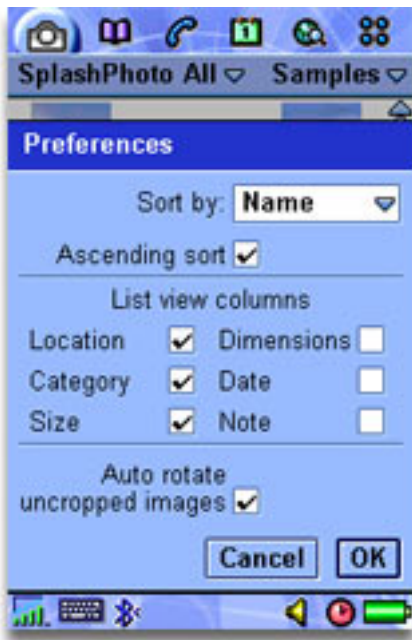 1
SplashPhoto All Samples
Preferences
Sort by: Name
Ascending sort
List view columns
Location Dimensions
Category Date
Size Note
Auto rotate
uncropped images
Cancel OK